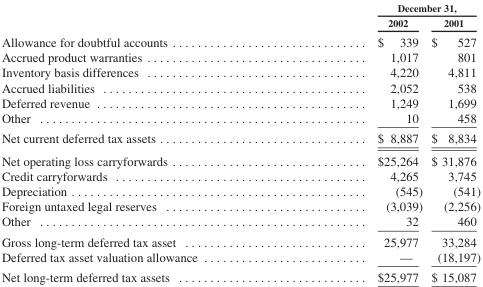 December 31,
2002 2001
Allowance for doubtful accounts . . . . . . . . . . . . . . . . . . . . . . . . . . . . . $ 339 $ 527
Accrued product warranties . . . . . . . . . . . . . . . . . . . . . . . . . . . . . 1,017 801
Inventory basis differences . . . . . . . . . . . . . . . . . . . . . . . . . . . . . 4,220 4,811
Accrued liabilities . . . . . . . . . . . . . . . . . . . . . . . . . . . . . 2,052 538
Deferred revenue . . . . . . . . . . . . . . . . . . . . . . . . . . . . . 1,249 1,699
Other . . . . . . . . . . . . . . . . . . . . . . . . . . . . . 10 458
Net current deferred tax assets . . . . . . . . . . . . . . . . . . . . . . . . . . . . . $ 8,887 $ 8,834
Net operating loss carryforwards . . . . . . . . . . . . . . . . . . . . . . . . . . . . . $25,264 $ 31,876
Credit carryforwards . . . . . . . . . . . . . . . . . . . . . . . . . . . . . 4,265 3,745
Depreciation . . . . . . . . . . . . . . . . . . . . . . . . . . . . . (545) (541)
Foreign untaxed legal reserves . . . . . . . . . . . . . . . . . . . . . . . . . . . . . (3,039) (2,256)
Other . . . . . . . . . . . . . . . . . . . . . . . . . . . . . 32 460
Gross long-term deferred tax asset . . . . . . . . . . . . . . . . . . . . . . . . . . . . . 25,977 33,284
Deferred tax asset valuation allowance . . . . . . . . . . . . . . . . . . . . . . . . . . . . . — (18,197)
Net long-term deferred tax assets . . . . . . . . . . . . . . . . . . . . . . . . . . . . . $25,977 $ 15,087